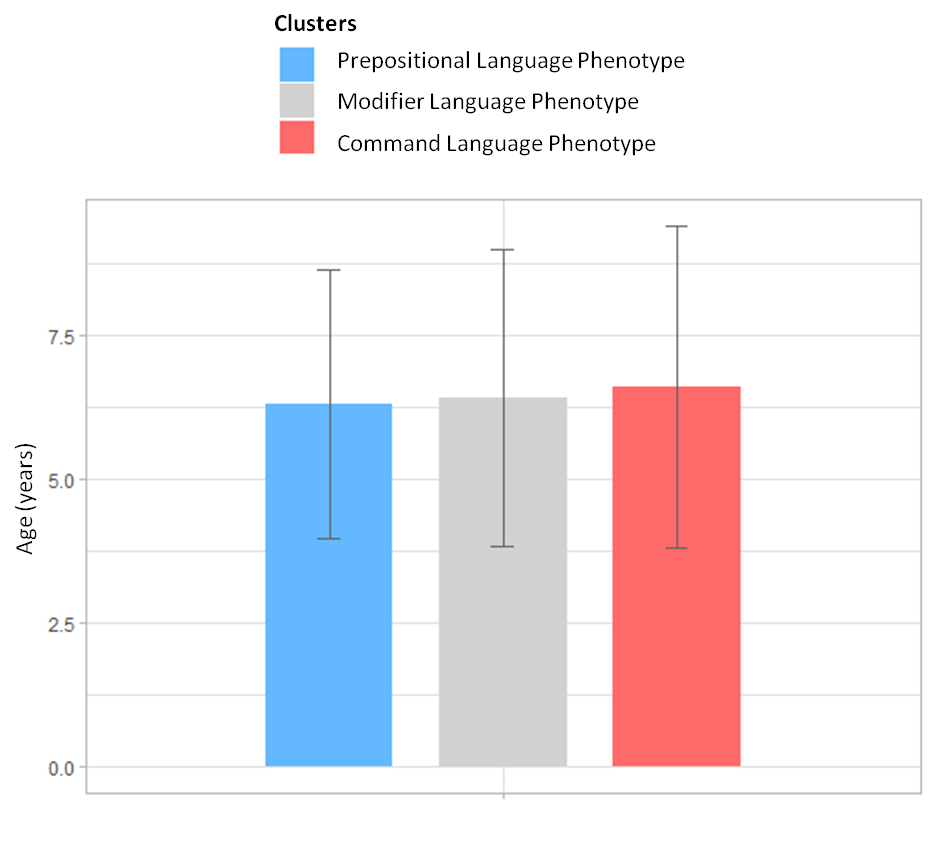 Clusters
Prepositional Language Phenotype
Modifier Language Phenotype
Command Language Phenotype
7.5
5.0
2.5
0.0
Age (years)